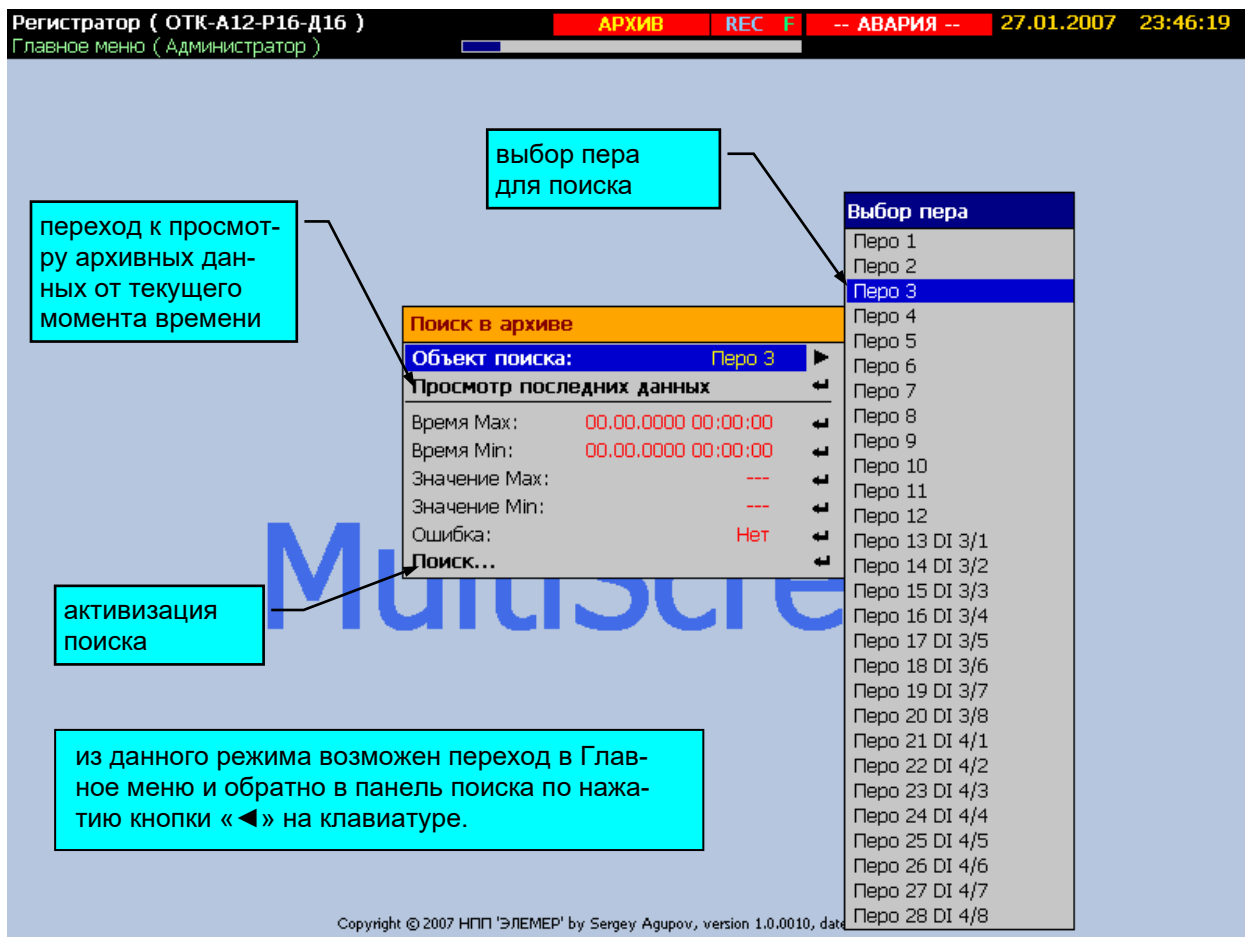 Регистратор ( ОТК-А12-Р16-Д16 ) АРХИВ REC F -- АВАРИЯ -- 27.01.2007 23:46:19
Главное меню ( Администратор )
выбор пера
для поиска
переход к просмот-
ру архивных дан-
ных от текущего
момента времени
Поиск в архиве
Объект поиска: Перо 3 ►
Просмотр последних данных ↵
Время Max: 00.00.0000 00:00:00 ↵
Время Min: 00.00.0000 00:00:00 ↵
Значение Max: --- ↵
Значение Min: --- ↵
Ошибка: Нет ↵
Поиск... ↵
Выбор пера
Перо 1
Перо 2
Перо 3
Перо 4
Перо 5
Перо 6
Перо 7
Перо 8
Перо 9
Перо 10
Перо 11
Перо 12
Перо 13 DI 3/1
Перо 14 DI 3/2
Перо 15 DI 3/3
Перо 16 DI 3/4
Перо 17 DI 3/5
Перо 18 DI 3/6
Перо 19 DI 3/7
Перо 20 DI 3/8
Перо 21 DI 4/1
Перо 22 DI 4/2
Перо 23 DI 4/3
Перо 24 DI 4/4
Перо 25 DI 4/5
Перо 26 DI 4/6
Перо 27 DI 4/7
Перо 28 DI 4/8
активизация
поиска
из данного режима возможен переход в Глав-
ное меню и обратно в панель поиска по нажа-
тию кнопки «◄» на клавиатуре.
Copyright © 2007 НПП 'ЭЛЕМЕР' by Sergey Agupov, version 1.0.0010, date